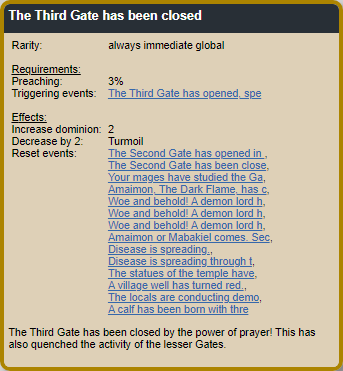 The Third Gate has been closed
Rarity: always immediate global
Requirements:
Preaching: 3%
Triggering events: The Third Gate has opened, spe
Effects:
Increase dominion: 2
Decrease by 2: Turmoil
Reset events: The Second Gate has opened in ,
The Second Gate has been close,
Your mages have studied the Ga,
Amaimon, The Dark Flame, has c,
Woe and behold! A demon lord h,
Woe and behold! A demon lord h,
Woe and behold! A demon lord h,
Amaimon or Mabakiel comes. Sec,
Disease is spreading.,
Disease is spreading through t,
The statues of the temple have,
A village well has turned red.,
The locals are conducting demo,
A calf has been born with thre
The Third Gate has been closed by the power of prayer! This has
also quenched the activity of the lesser Gates.